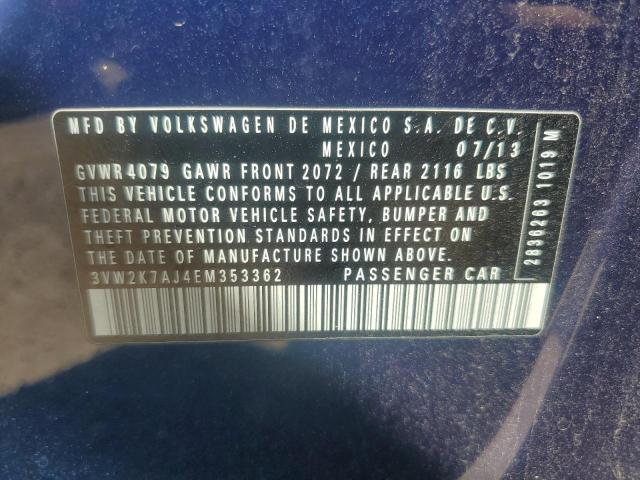 MFD BY VOLKSWAGEN DE MEXICO S.A. DE C.V.
MEXICO 07/13
GVWR 4079 GAWR FRONT 2072 / REAR 2116 LBS
THIS VEHICLE CONFORMS TO ALL APPLICABLE U.S.
FEDERAL MOTOR VEHICLE SAFETY, BUMPER AND
THEFT PREVENTION STANDARDS IN EFFECT ON
THE DATE OF MANUFACTURE SHOWN ABOVE.
3VW2K7AJ4EM353362 PASSENGER CAR
2836263 1019 M